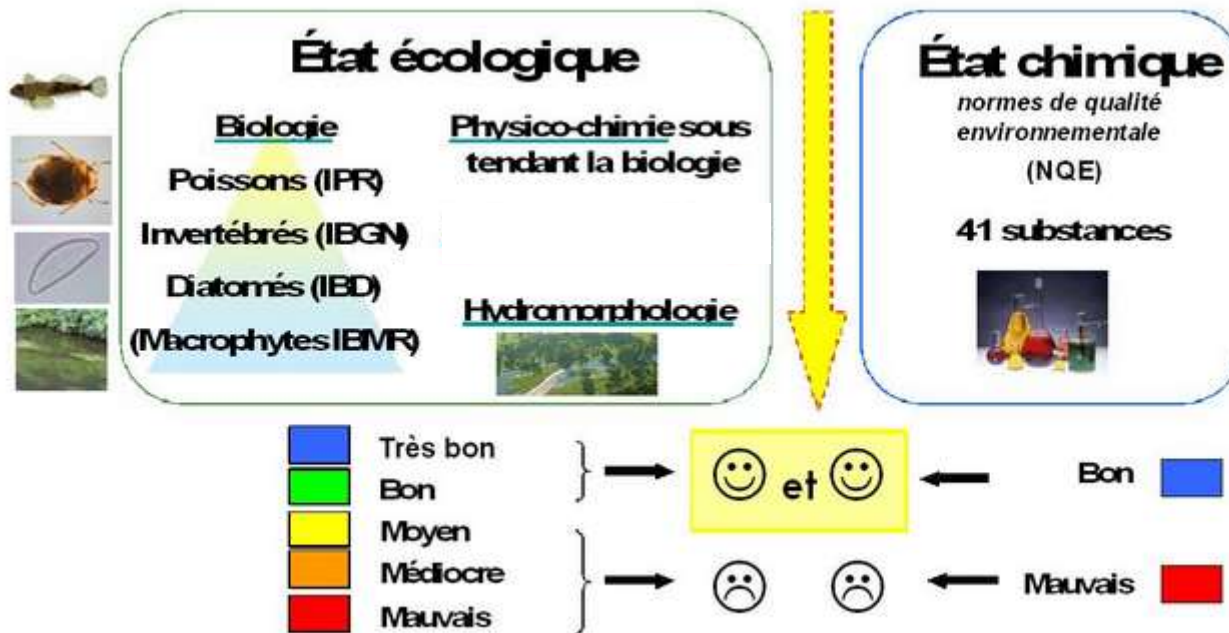 État écologique
Biologie
Poissons (IPR)
Invertébrés (IBGN)
Diatomés (IBD)
(Macrophytes IBMR)
Physico-chimie sous
tendant la biologie
Hydromorphologie
État chimique
normes de qualité
environnementale
(NQE)
41 substances
Très bon
Bon
Moyen
Médiocre
Mauvais
et
Bon
Mauvais